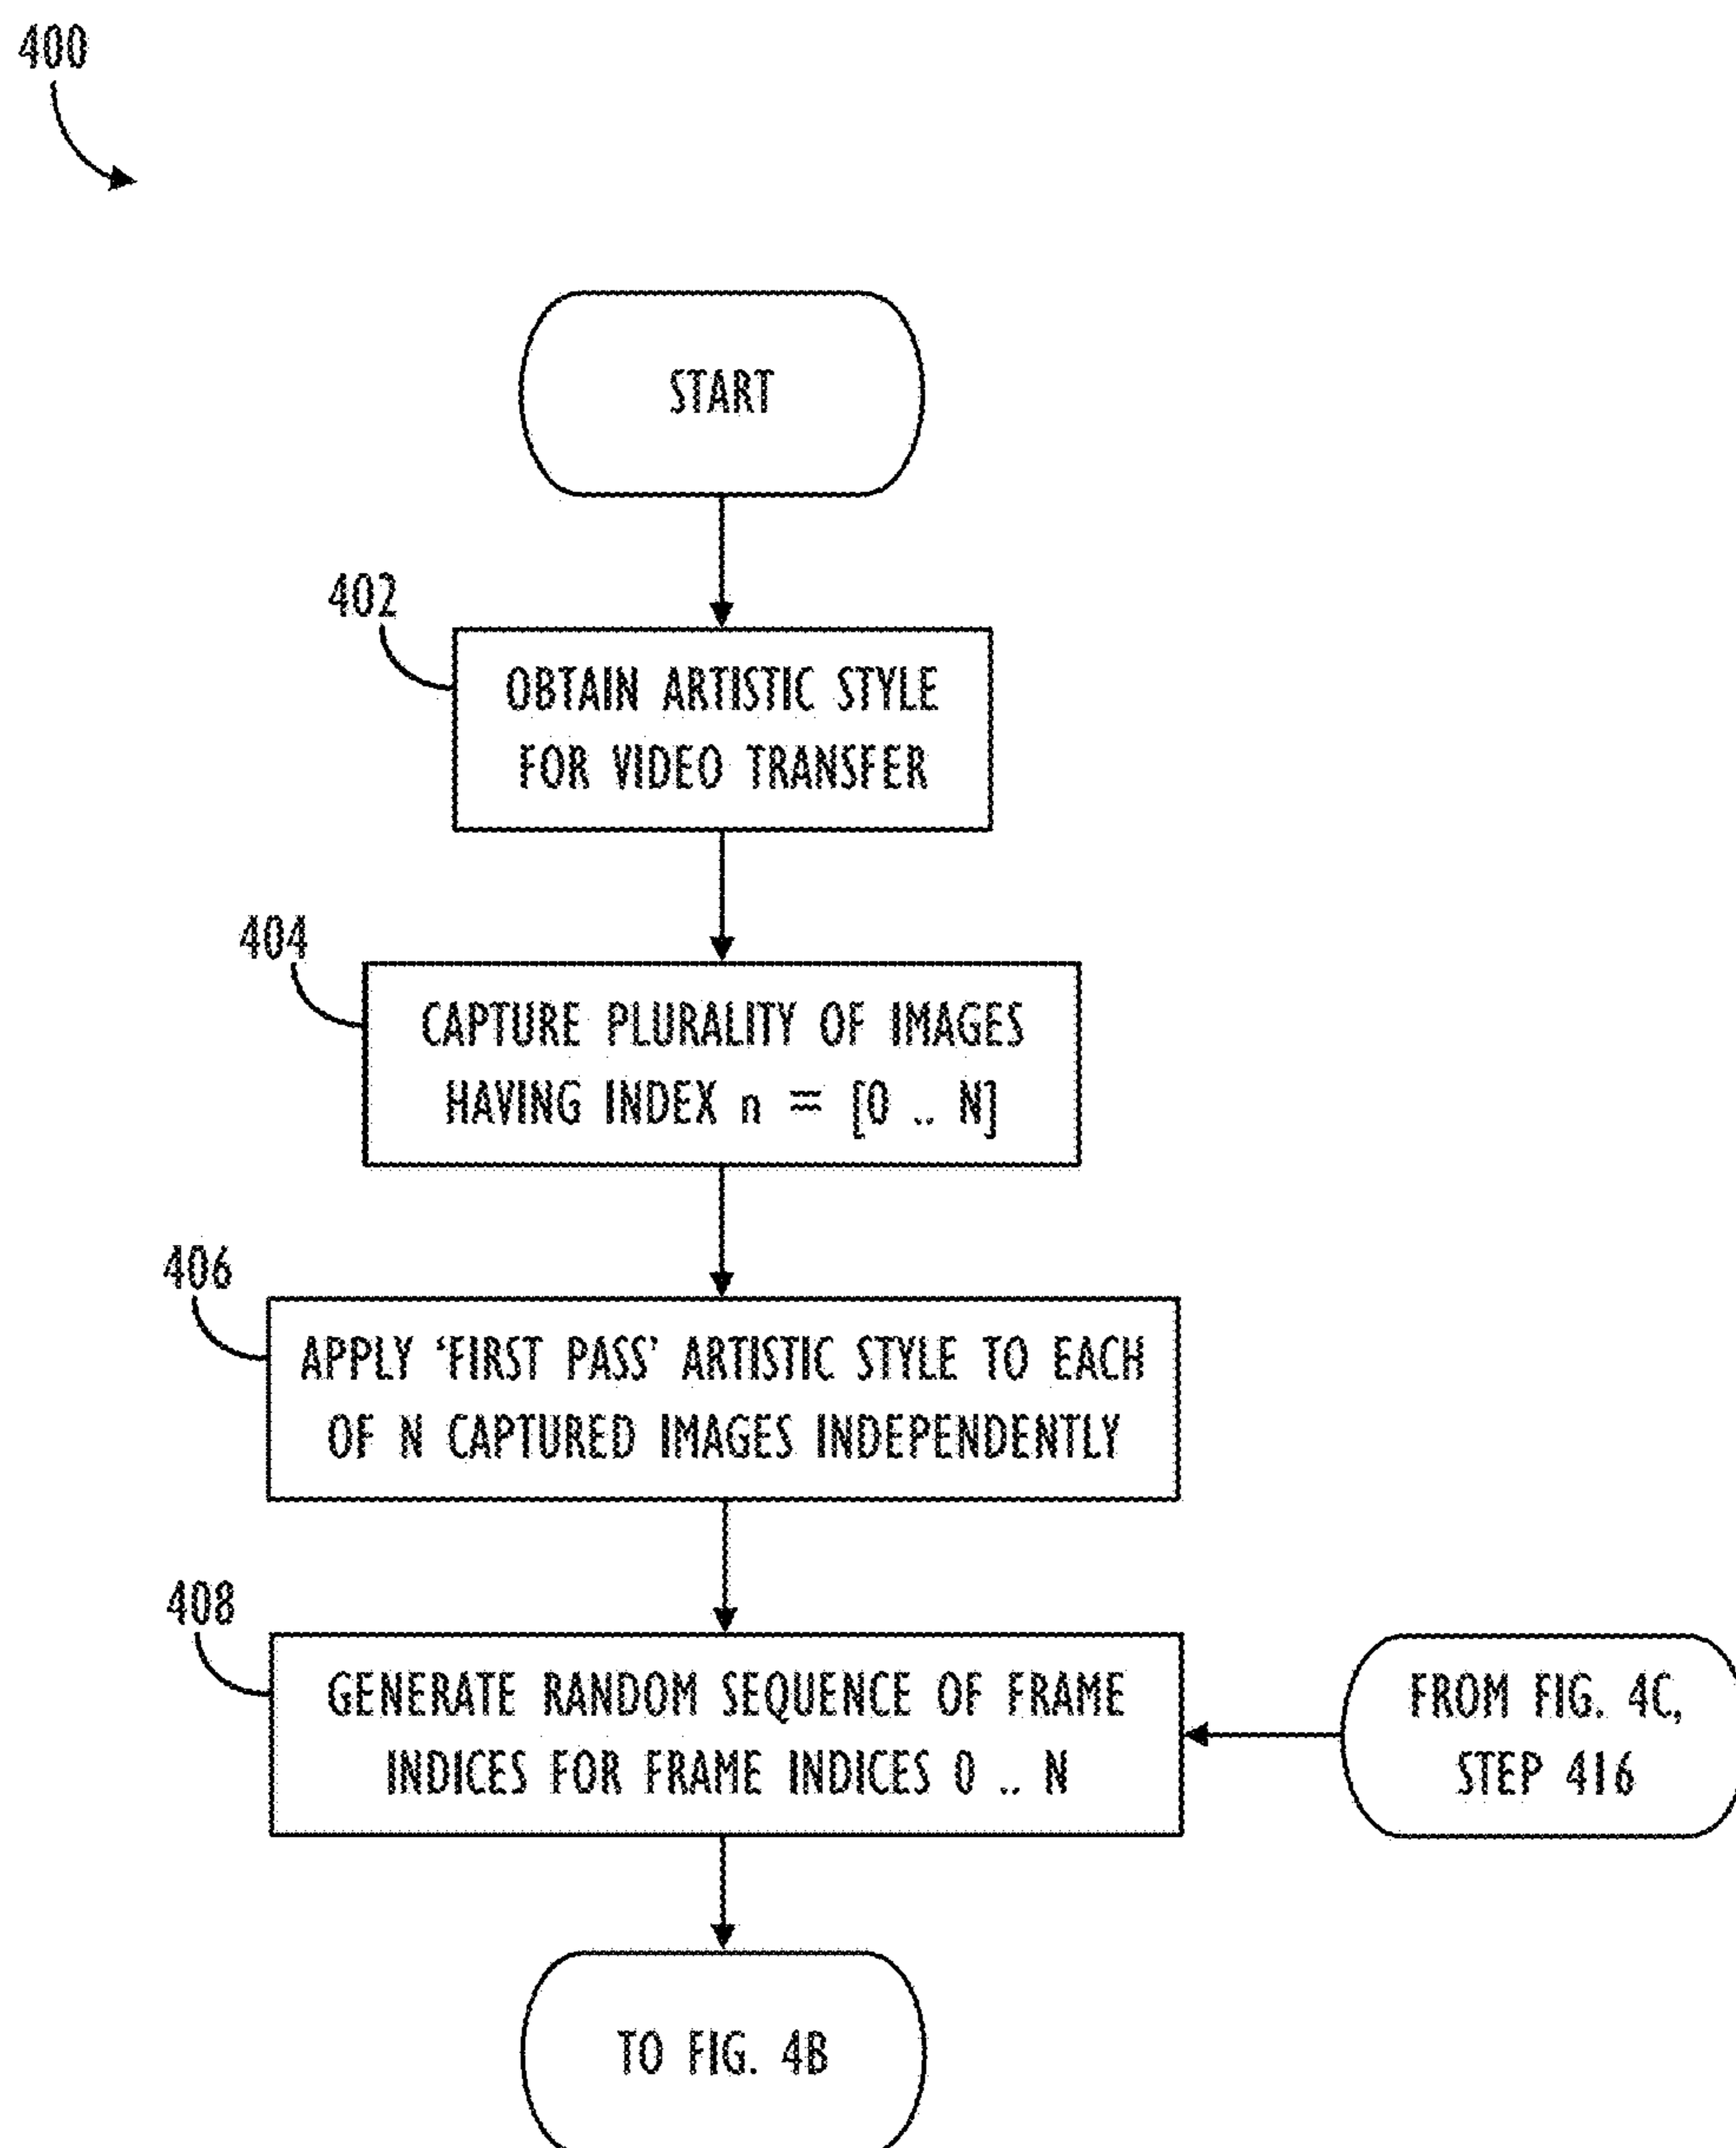 400
START
402
OBTAIN ARTISTIC STYLE
FOR VIDEO TRANSFER
404
CAPTURE PLURALITY OF IMAGES
HAVING INDEX n = [0 .. N]
406
APPLY ‘FIRST PASS’ ARTISTIC STYLE TO EACH
OF N CAPTURED IMAGES INDEPENDENTLY
408
GENERATE RANDOM SEQUENCE OF FRAME
INDICES FOR FRAME INDICES 0 .. N
FROM FIG. 4C,
STEP 416
TO FIG. 4B